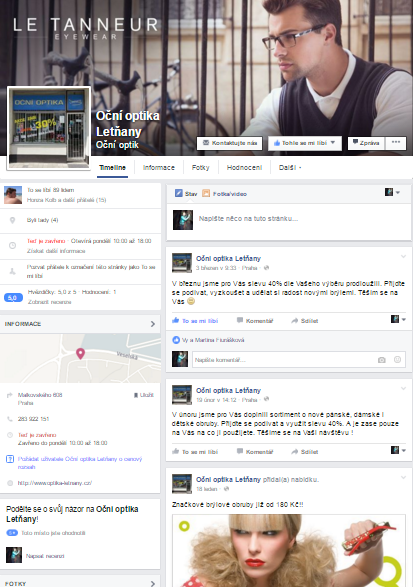 LE TANNEUR
EYEWEAR
OČNÍ OPTIKA
Oční optika
Letňany
Oční optik
Kontaktujte nás
Tohle se mi líbí
Zpráva
Timeline
Informace
Fotky
Hodnocení
Další
To se líbí 89 lidem
Honza Kolb a další přátelé (15)
Byli tady (4)
Teď je zavřeno · Otevírá pondělí 10:00 až 18:00
Získat další informace
Pozvat přátele k označení této stránky jako To se
mi líbí
5,0
Hvězdičky: 5,0 z 5 · Hodnocení: 1
Zobrazit recenze
INFORMACE
Veselská
Malkovského 608
Praha
Uložit
283 922 151
Teď je zavřeno
Zavřeno do pondělí 10:00 až 18:00
Požádat uživatele Oční optika Letňany o cenový
rozsah
http://www.optika-letnany.cz/
Podělte se o svůj názor na Oční optika
Letňany!
toto místo jste ohodnotili
Napsat recenzi
FOTKY
Stav
Fotka/video
Napište něco na tuto stránku...
Oční optika Letňany
3 březen v 9:33 · Praha
V březnu jsme pro Vás slevu 40% dle Vašeho výběru prodloužili. Přijďte
se podívat, vyzkoušet a udělat si radost novými brýlemi. Těšíme se na
Vás
To se mi líbí
Komentář
Sdílet
Vy a Martina Fiurášková
Napište komentář...
Oční optika Letňany
19 únor v 14:12 · Praha
V únoru jsme pro Vás doplnili sortiment o nové pánské, dámské i
dětské obruby. Přijďte se podívat a využít slevu 40%. A je zase pouze
na Vás na co ji použijete. Těšíme se na Vaši návštěvu !
To se mi líbí
Komentář
Sdílet
Oční optika Letňany přidal(a) nabídku.
18 leden
Značkové brýlové obruby již od 180 Kč!!